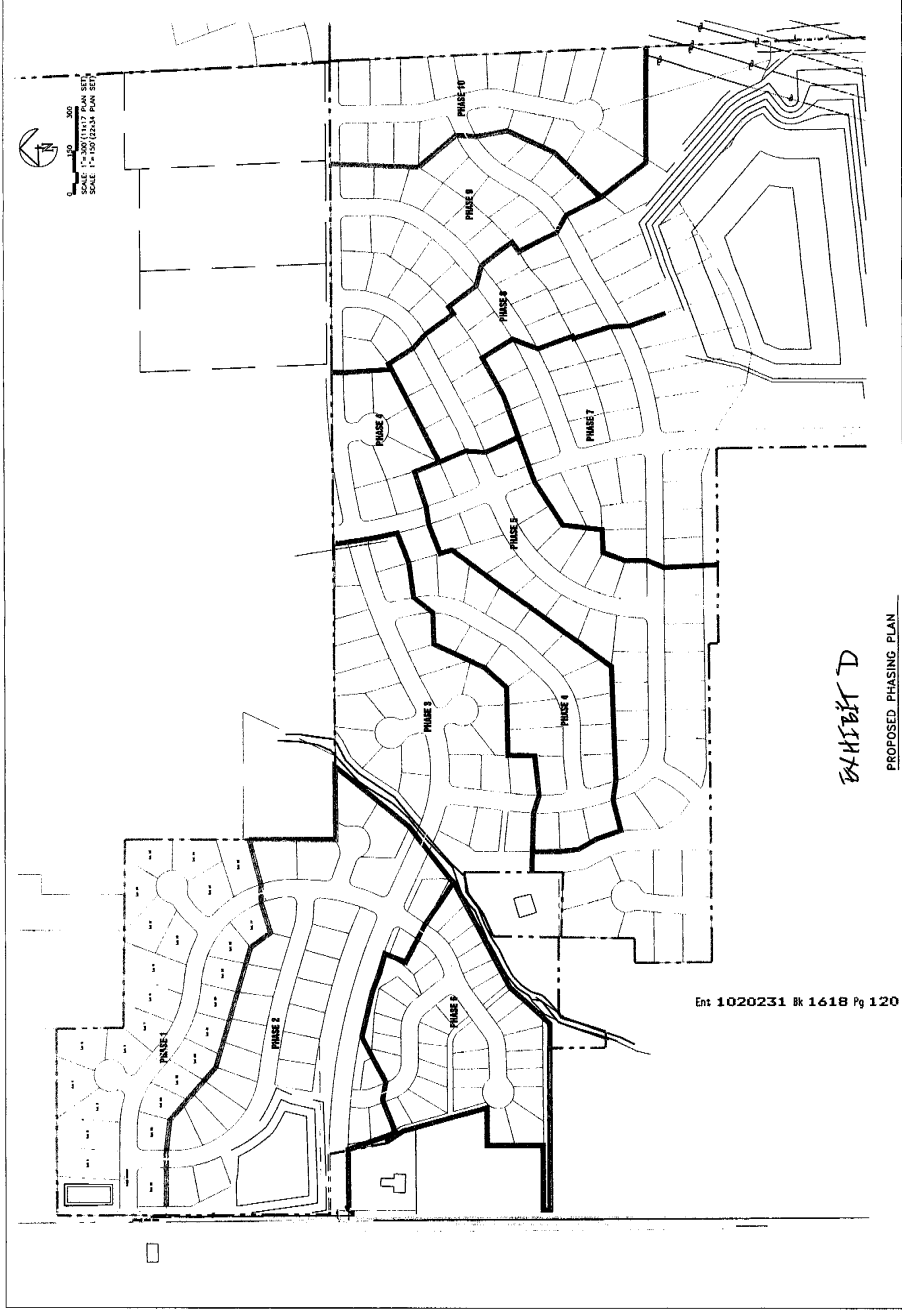 0 150 300
SCALE: 1"=300'(11x17 PLAN SET)
SCALE: 1"=150'(22x34 PLAN SET)
N
PHASE 1
PHASE 2
PHASE 6
PHASE 3
PHASE 4
PHASE 5
PHASE 4
PHASE 7
PHASE 8
PHASE 9
PHASE 10
EXHIBIT D
PROPOSED PHASING PLAN
Ent 1020231 Bk 1618 Pg 120